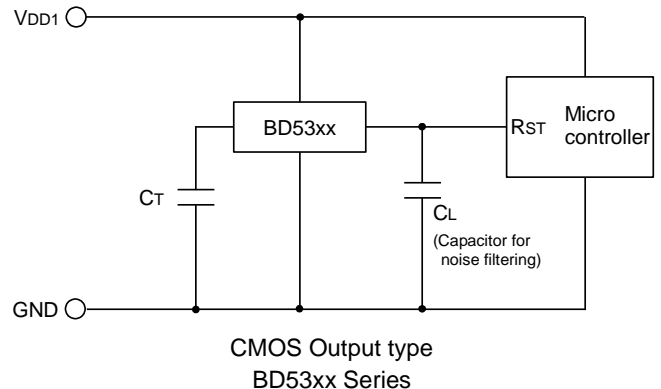 VDD1
BD53xx
RST
Micro
controller
CT
CL
(Capacitor for
noise filtering)
GND
CMOS Output type
BD53xx Series